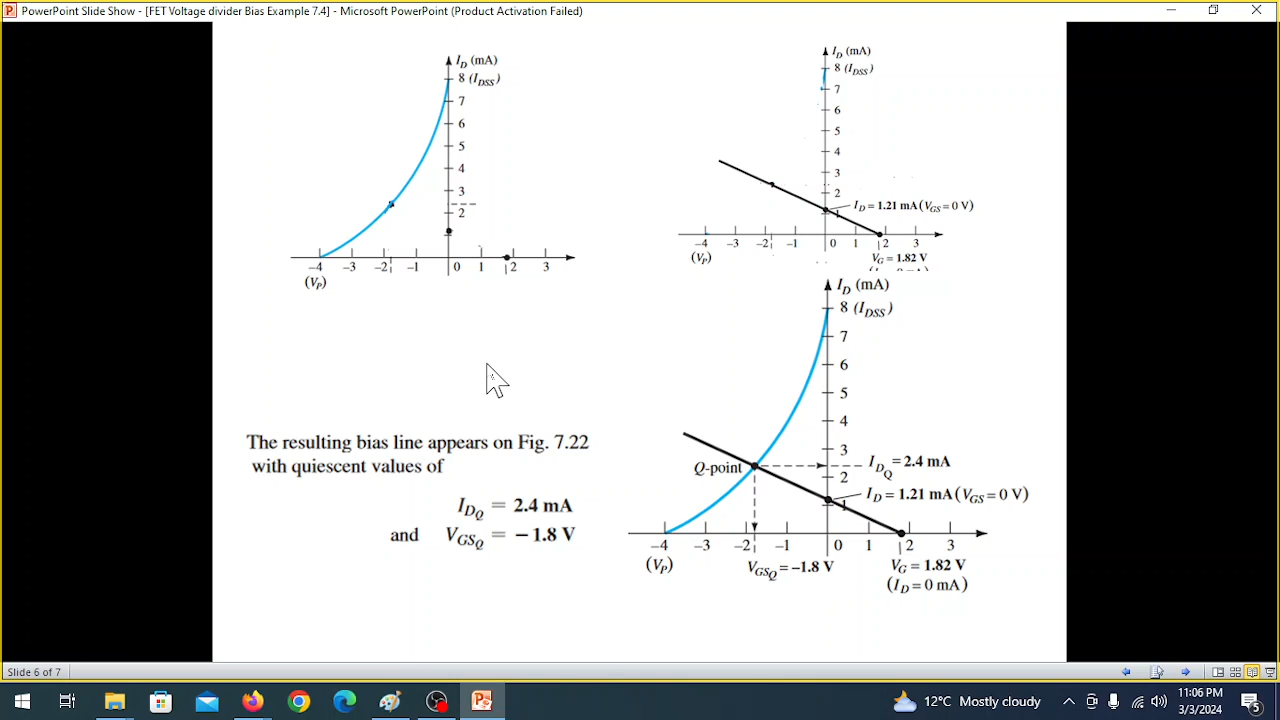 PowerPoint Slide Show - [FET Voltage divider Bias Example 7.4] - Microsoft PowerPoint (Product Activation Failed)
I_D (mA)
8 (I_DSS)
7
6
5
4
3
2
–4 –3 –2 –1 0 1 2 3
(V_P)
I_D (mA)
8 (I_DSS)
7
6
5
4
3
2
I_D = 1.21 mA (V_GS = 0 V)
1
–4 –3 –2 –1 0 1 2 3
(V_P)
V_G = 1.82 V
I_D (mA)
8 (I_DSS)
7
6
5
4
3
Q-point
I_DQ = 2.4 mA
2
I_D = 1.21 mA (V_GS = 0 V)
1
–4 –3 –2 –1 0 1 2 3
(V_P)
V_GSQ = –1.8 V
V_G = 1.82 V
(I_D = 0 mA)
The resulting bias line appears on Fig. 7.22
with quiescent values of
I_DQ = 2.4 mA
and V_GSQ = – 1.8 V
Slide 6 of 7
12°C Mostly cloudy
11:06 PM
3/3/2024
5